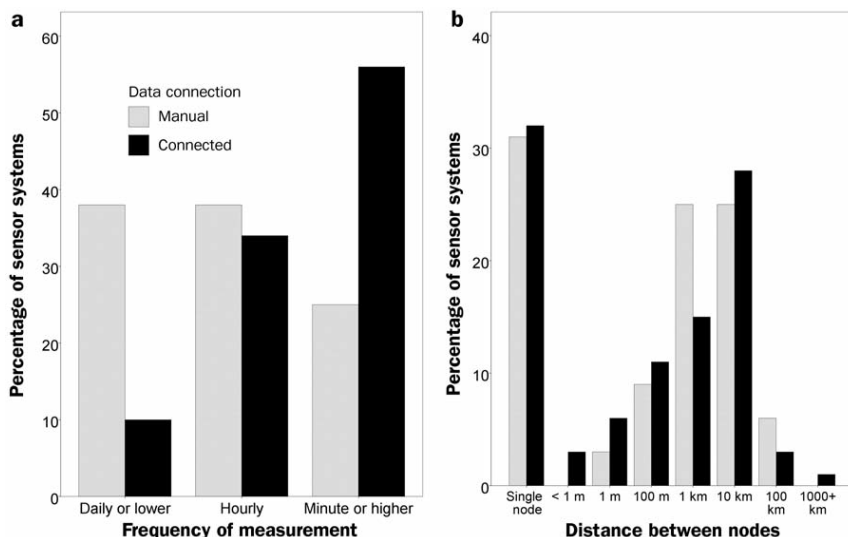 a
60
50
40
30
20
10
0
Percentage of sensor systems
Data connection
Manual
Connected
Daily or lower
Hourly
Minute or higher
Frequency of measurement
b
40
30
20
10
0
Percentage of sensor systems
Single
node
< 1 m
1 m
100 m
1 km
10 km
100
km
1000+
km
Distance between nodes